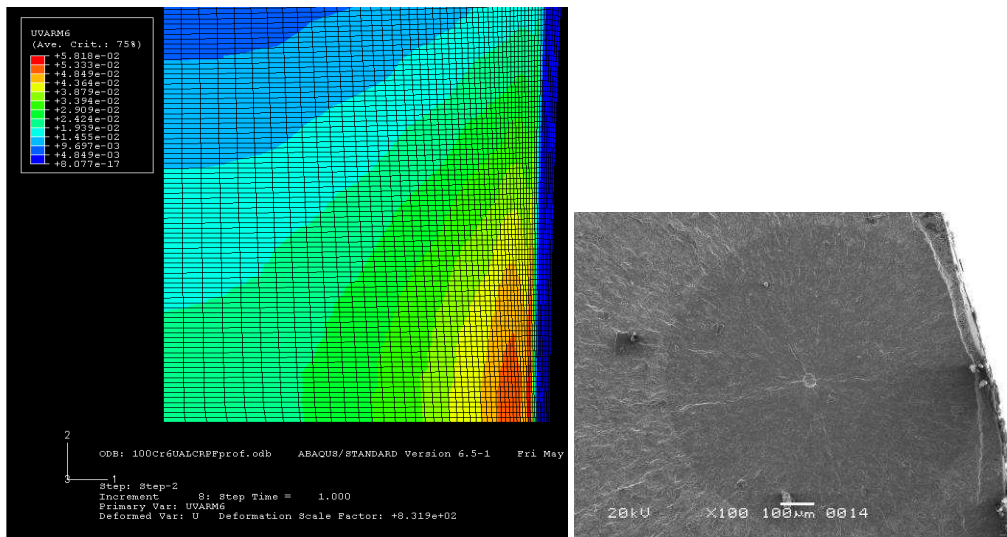 UVARM6
(Ave. Crit.: 75%)
+5.818e-02
+5.333e-02
+4.849e-02
+4.364e-02
+3.879e-02
+3.394e-02
+2.909e-02
+2.424e-02
+1.939e-02
+1.455e-02
+9.697e-03
+4.849e-03
+8.077e-17
2
3
1
ODB: 100Cr6UALCRPFprof.odb ABAQUS/STANDARD Version 6.5-1 Fri May
Step: Step-2
Increment 8: Step Time = 1.000
Primary Var: UVARM6
Deformed Var: U Deformation Scale Factor: +8.319e+02
20kV X100 100µm 0014